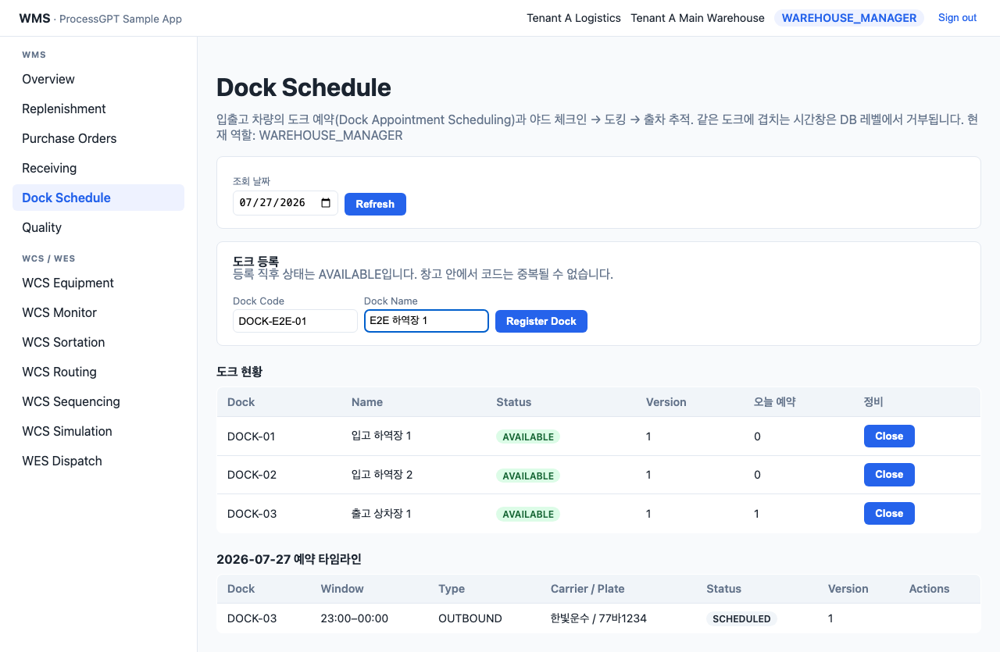 WMS · ProcessGPT Sample App
Tenant A Logistics Tenant A Main Warehouse WAREHOUSE_MANAGER Sign out
WMS
Overview
Replenishment
Purchase Orders
Receiving
Dock Schedule
Quality
WCS / WES
WCS Equipment
WCS Monitor
WCS Sortation
WCS Routing
WCS Sequencing
WCS Simulation
WES Dispatch
Dock Schedule
입출고 차량의 도크 예약(Dock Appointment Scheduling)과 야드 체크인 → 도킹 → 출차 추적. 같은 도크에 겹치는 시간창은 DB 레벨에서 거부됩니다. 현
재 역할: WAREHOUSE_MANAGER
조회 날짜
07/27/2026 Refresh
도크 등록
등록 직후 상태는 AVAILABLE입니다. 창고 안에서 코드는 중복될 수 없습니다.
Dock Code Dock Name
DOCK-E2E-01 E2E 하역장 1 Register Dock
도크 현황
Dock Name Status Version 오늘 예약 정비
DOCK-01 입고 하역장 1 AVAILABLE 1 0 Close
DOCK-02 입고 하역장 2 AVAILABLE 1 0 Close
DOCK-03 출고 상차장 1 AVAILABLE 1 1 Close
2026-07-27 예약 타임라인
Dock Window Type Carrier / Plate Status Version Actions
DOCK-03 23:00–00:00 OUTBOUND 한빛운수 / 77바1234 SCHEDULED 1